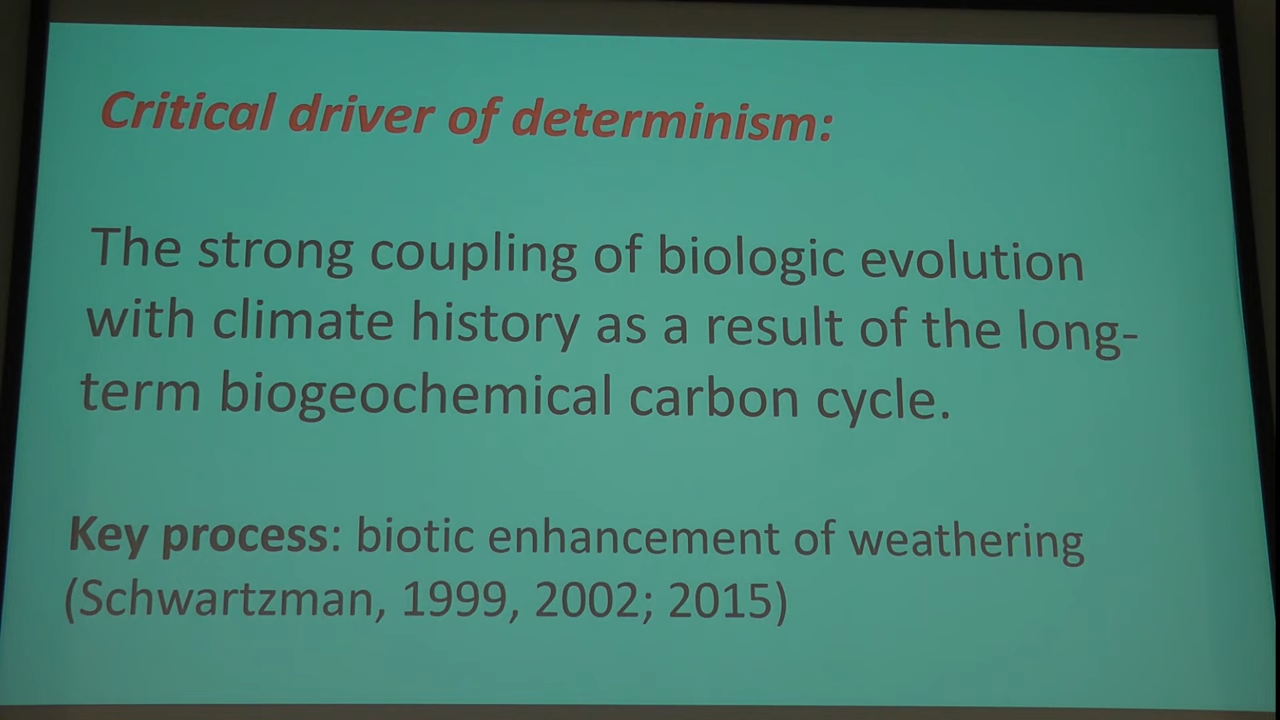 Critical driver of determinism:
The strong coupling of biologic evolution
with climate history as a result of the long-
term biogeochemical carbon cycle.
Key process: biotic enhancement of weathering
(Schwartzman, 1999, 2002; 2015)